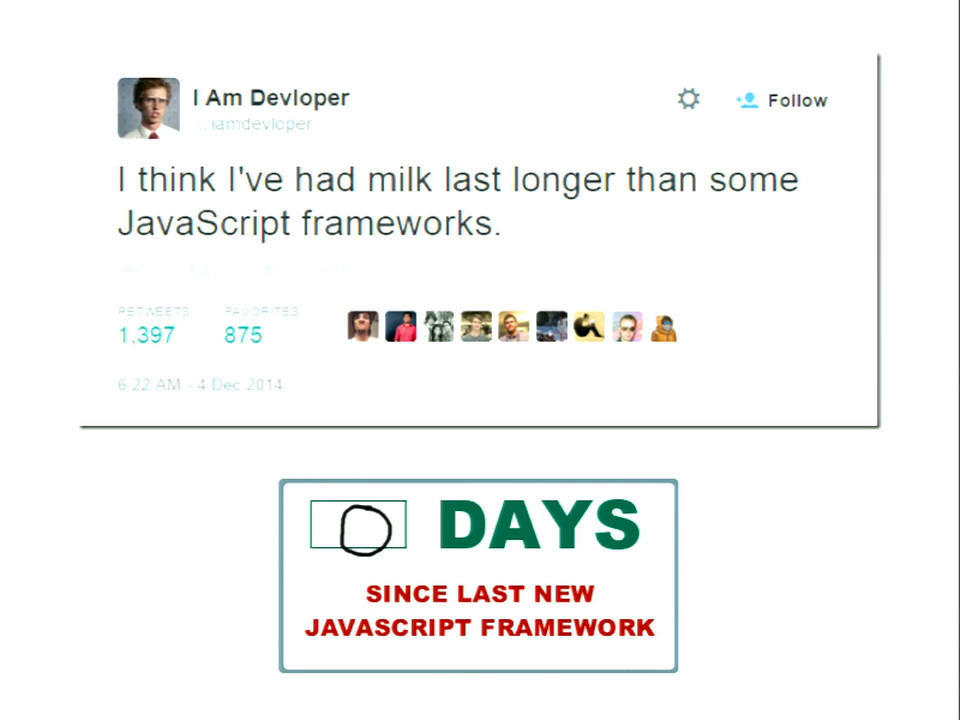 I Am Devloper
@iamdevloper
Follow
I think I've had milk last longer than some
JavaScript frameworks.
RETWEETS
FAVORITES
1,397
875
6:22 AM - 4 Dec 2014
0 DAYS
SINCE LAST NEW
JAVASCRIPT FRAMEWORK